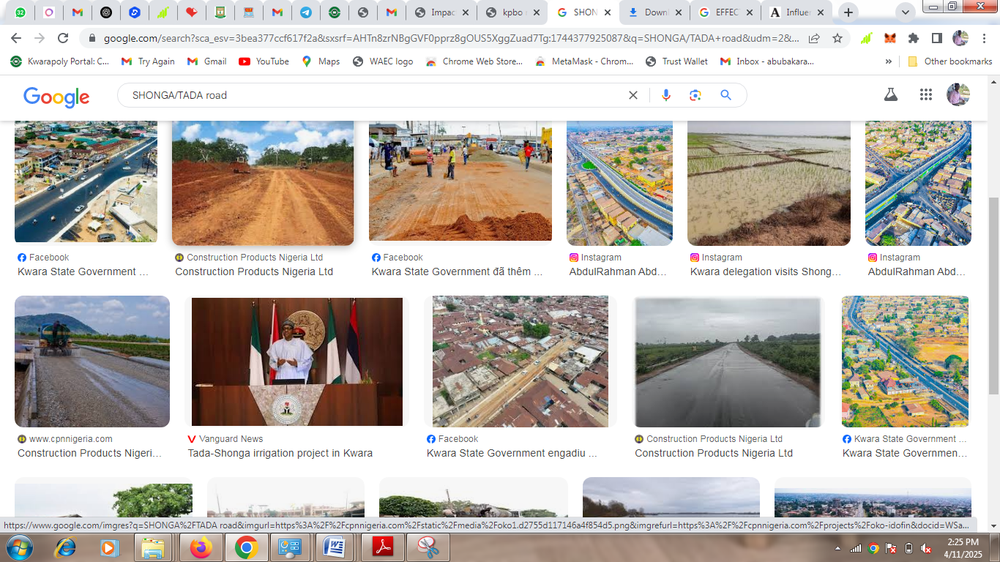 32
Impac
kpbo
SHON
Down
EFFEC
Influe
google.com/search?sca_esv=3bea377ccf617f2a&sxsrf=AHTn8zrNBgGVF0pprz8gOUS5XggZuad7Tg:1744377925087&q=SHONGA/TADA+road&udm=2&...
Kwarapoly Portal: C...
Try Again
Gmail
YouTube
Maps
WAEC logo
Chrome Web Store...
MetaMask - Chrom...
Trust Wallet
Inbox - abubakara...
»
Other bookmarks
Google
SHONGA/TADA road
Facebook
Kwara State Government ...
Construction Products Nigeria Ltd
Construction Products Nigeria Ltd
Facebook
Kwara State Government đã thêm ...
Instagram
AbdulRahman Abd...
Instagram
Kwara delegation visits Shong...
Instagram
AbdulRahman Abd...
www.cpnnigeria.com
Construction Products Nigeri...
Vanguard News
Tada-Shonga irrigation project in Kwara
Facebook
Kwara State Government engadiu ...
Construction Products Nigeria Ltd
Construction Products Nigeria Ltd
Kwara State Government ...
Kwara State Governmen...
https://www.google.com/imgres?q=SHONGA%2FTADA road&imgurl=https%3A%2F%2Fcpnnigeria.com%2Fstatic%2Fmedia%2Foko1.d2755d117146a4f854d5.png&imgrefurl=https%3A%2F%2Fcpnnigeria.com%2Fprojects%2Foko-idofin&docid=WSa...
2:25 PM
4/11/2025